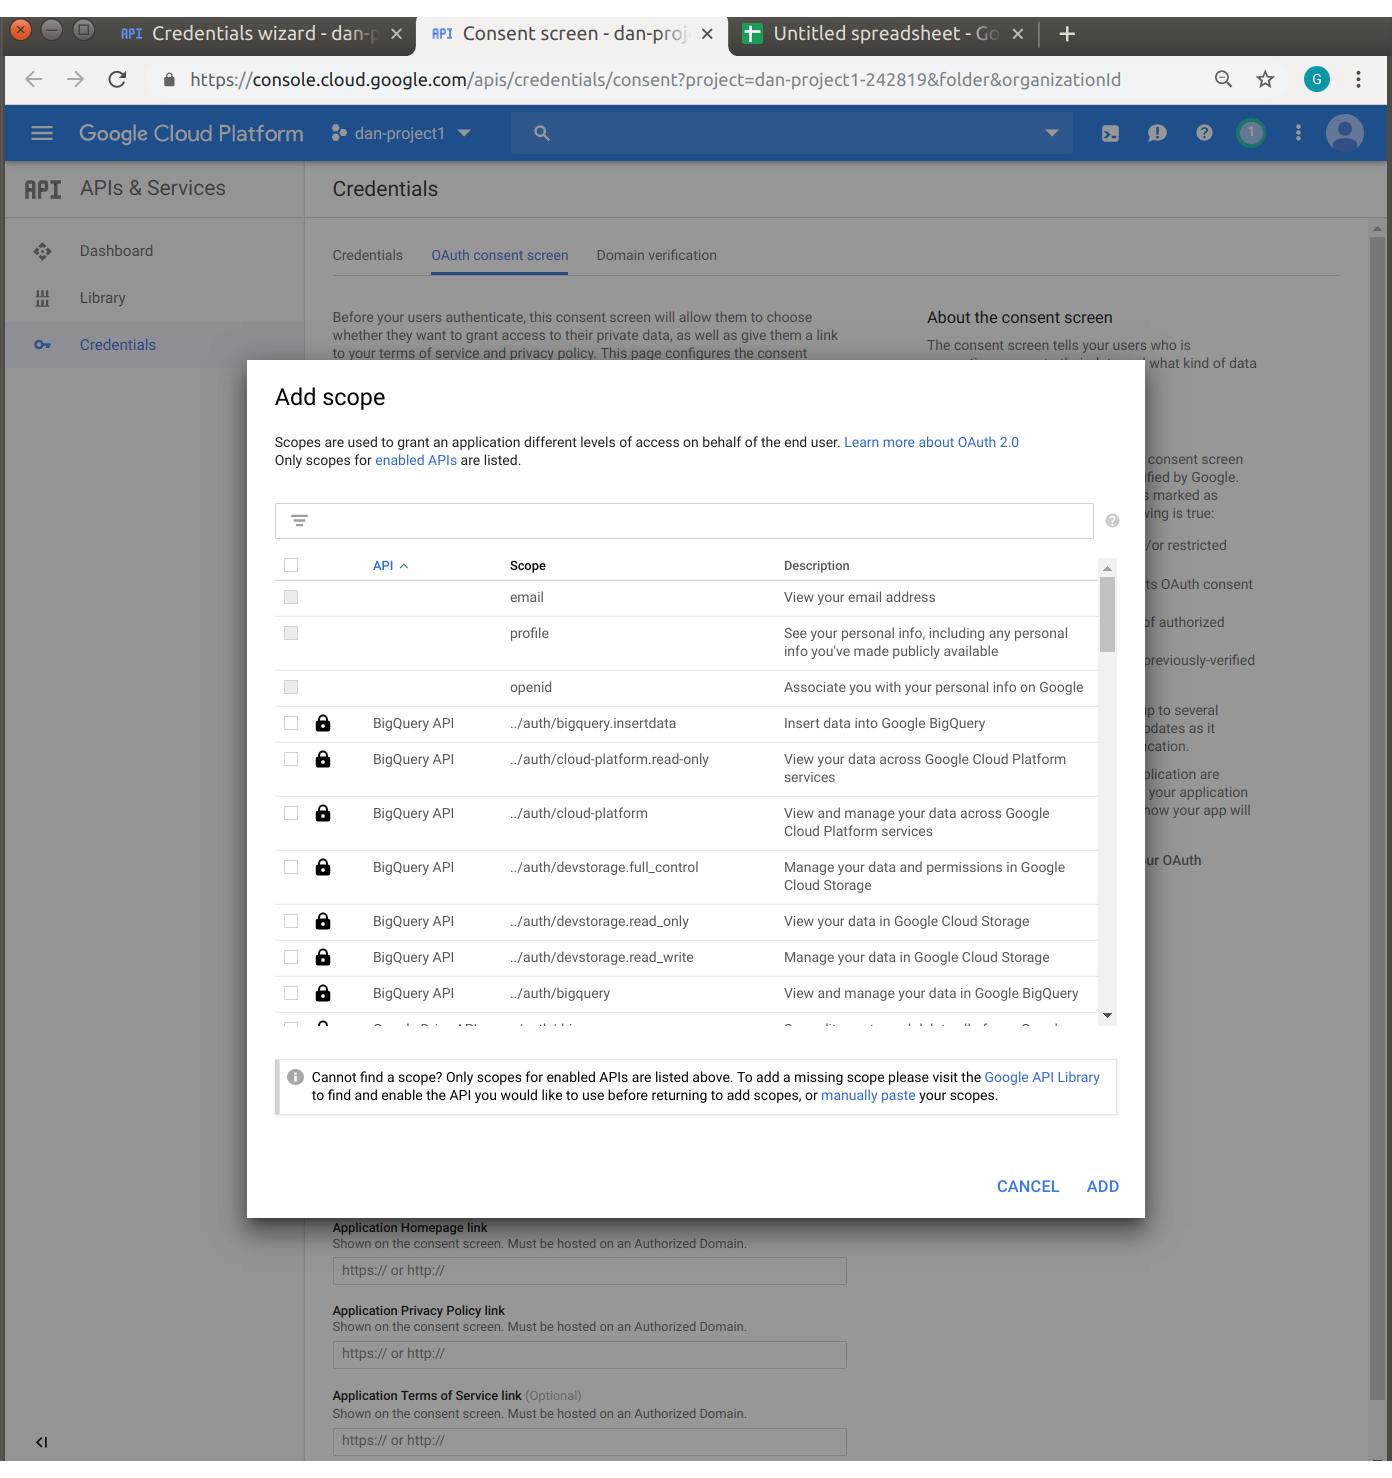 API Credentials wizard - dan-p
API Consent screen - dan-proj
Untitled spreadsheet - Go
https://console.cloud.google.com/apis/credentials/consent?project=dan-project1-242819&folder&organizationId
G
Google Cloud Platform
dan-project1
1
API APIs & Services
Credentials
Dashboard
Library
Credentials
Credentials
OAuth consent screen
Domain verification
Before your users authenticate, this consent screen will allow them to choose
whether they want to grant access to their private data, as well as give them a link
to your terms of service and privacy policy. This page configures the consent
About the consent screen
The consent screen tells your users who is
what kind of data
consent screen
fied by Google.
marked as
ving is true:
/or restricted
ts OAuth consent
of authorized
previously-verified
up to several
pdates as it
cation.
plication are
your application
how your app will
ur OAuth
Add scope
Scopes are used to grant an application different levels of access on behalf of the end user. Learn more about OAuth 2.0
Only scopes for enabled APIs are listed.
API Scope Description
email View your email address
profile See your personal info, including any personal
info you've made publicly available
openid Associate you with your personal info on Google
BigQuery API ../auth/bigquery.insertdata Insert data into Google BigQuery
BigQuery API ../auth/cloud-platform.read-only View your data across Google Cloud Platform
services
BigQuery API ../auth/cloud-platform View and manage your data across Google
Cloud Platform services
BigQuery API ../auth/devstorage.full_control Manage your data and permissions in Google
Cloud Storage
BigQuery API ../auth/devstorage.read_only View your data in Google Cloud Storage
BigQuery API ../auth/devstorage.read_write Manage your data in Google Cloud Storage
BigQuery API ../auth/bigquery View and manage your data in Google BigQuery
Cannot find a scope? Only scopes for enabled APIs are listed above. To add a missing scope please visit the Google API Library
to find and enable the API you would like to use before returning to add scopes, or manually paste your scopes.
CANCEL ADD
Application Homepage link
Shown on the consent screen. Must be hosted on an Authorized Domain.
https:// or http://
Application Privacy Policy link
Shown on the consent screen. Must be hosted on an Authorized Domain.
https:// or http://
Application Terms of Service link (Optional)
Shown on the consent screen. Must be hosted on an Authorized Domain.
https:// or http://